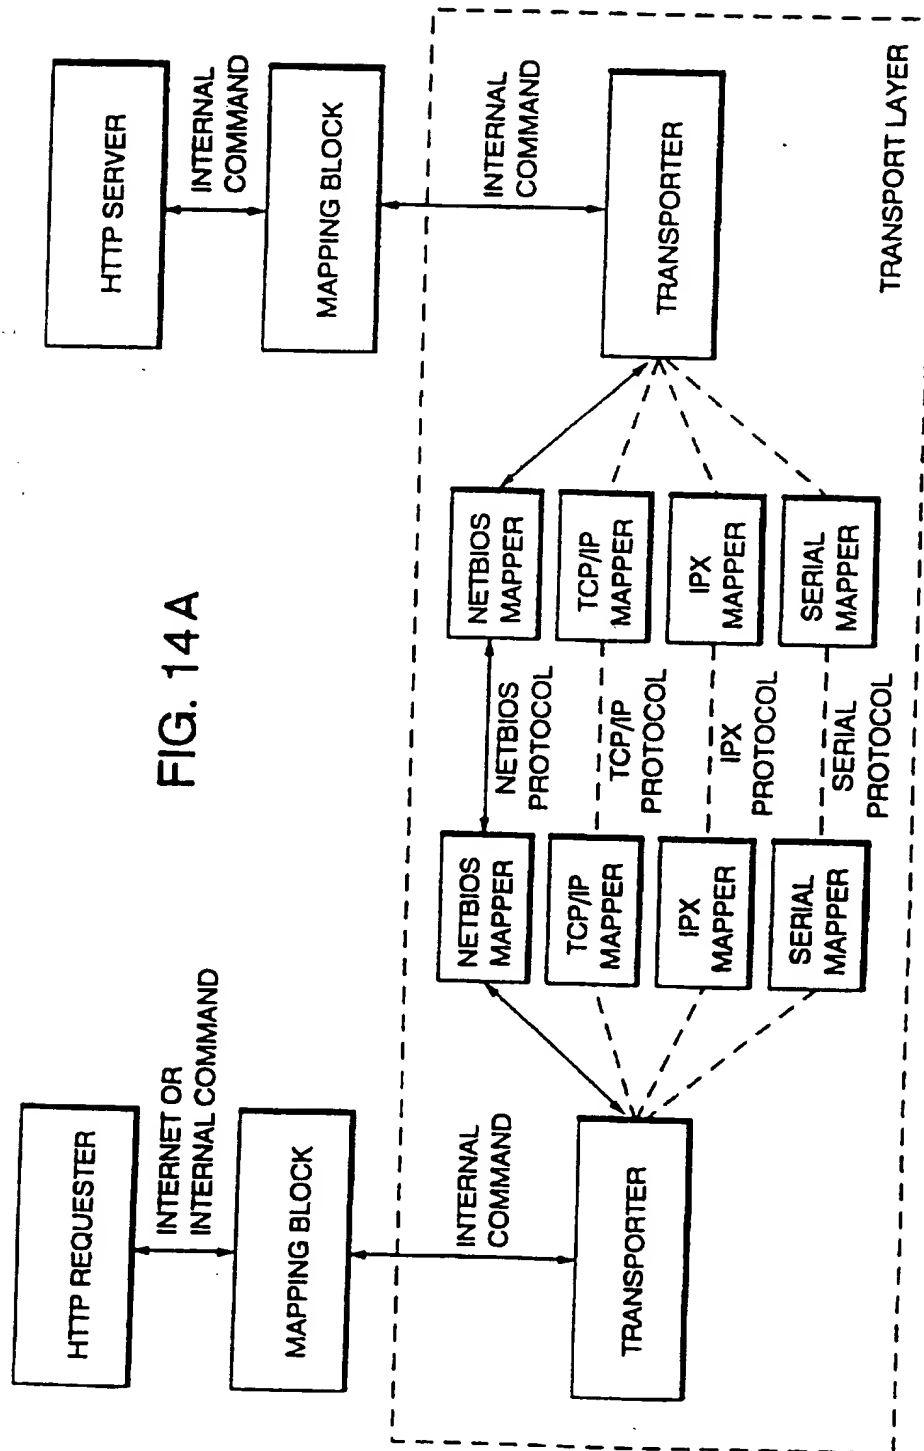 FIG. 14A
HTTP REQUESTER
INTERNET OR
INTERNAL COMMAND
MAPPING BLOCK
INTERNAL
COMMAND
TRANSPORTER
NETBIOS
MAPPER
TCP/IP
MAPPER
IPX
MAPPER
SERIAL
MAPPER
NETBIOS
PROTOCOL
TCP/IP
PROTOCOL
IPX
PROTOCOL
SERIAL
PROTOCOL
NETBIOS
MAPPER
TCP/IP
MAPPER
IPX
MAPPER
SERIAL
MAPPER
HTTP SERVER
INTERNAL
COMMAND
MAPPING BLOCK
INTERNAL
COMMAND
TRANSPORTER
TRANSPORT LAYER